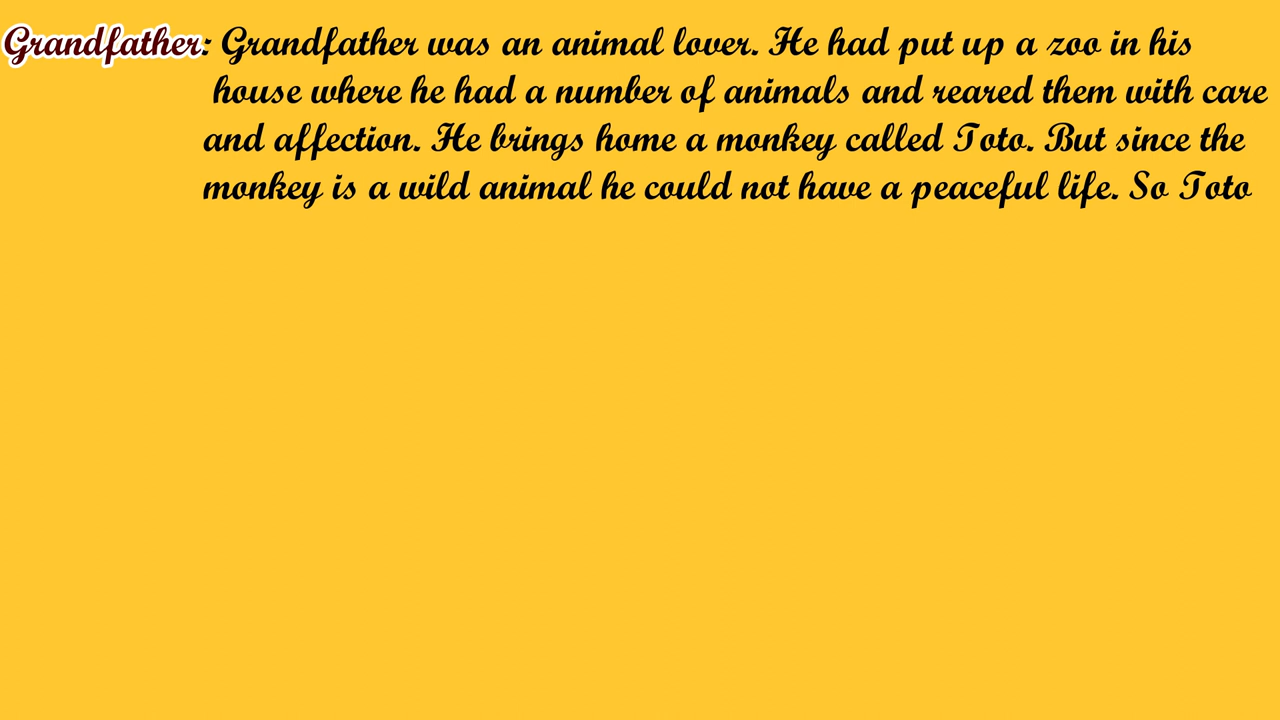 Grandfather: Grandfather was an animal lover. He had put up a zoo in his
house where he had a number of animals and reared them with care
and affection. He brings home a monkey called Toto. But since the
monkey is a wild animal he could not have a peaceful life. So Toto